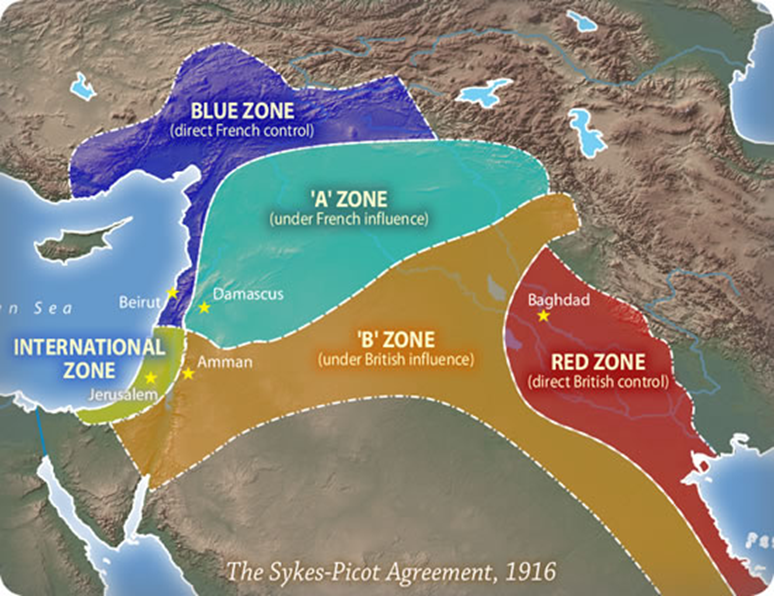 BLUE ZONE
(direct French control)
'A' ZONE
(under French influence)
Beirut
Damascus
n Sea
Baghdad
INTERNATIONAL
ZONE
'B' ZONE
(under British influence)
Amman
RED ZONE
(direct British control)
Jerusalem
The Sykes-Picot Agreement, 1916